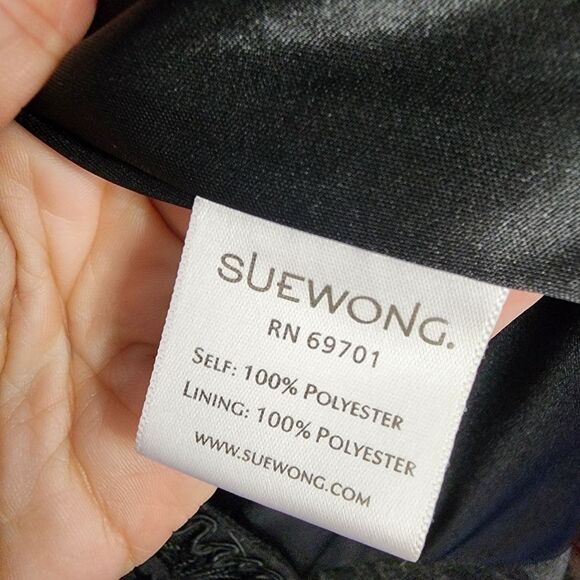 SUEWONG.
RN 69701
SELF: 100% POLYESTER
LINING: 100% POLYESTER
WWW.SUEWONG.COM